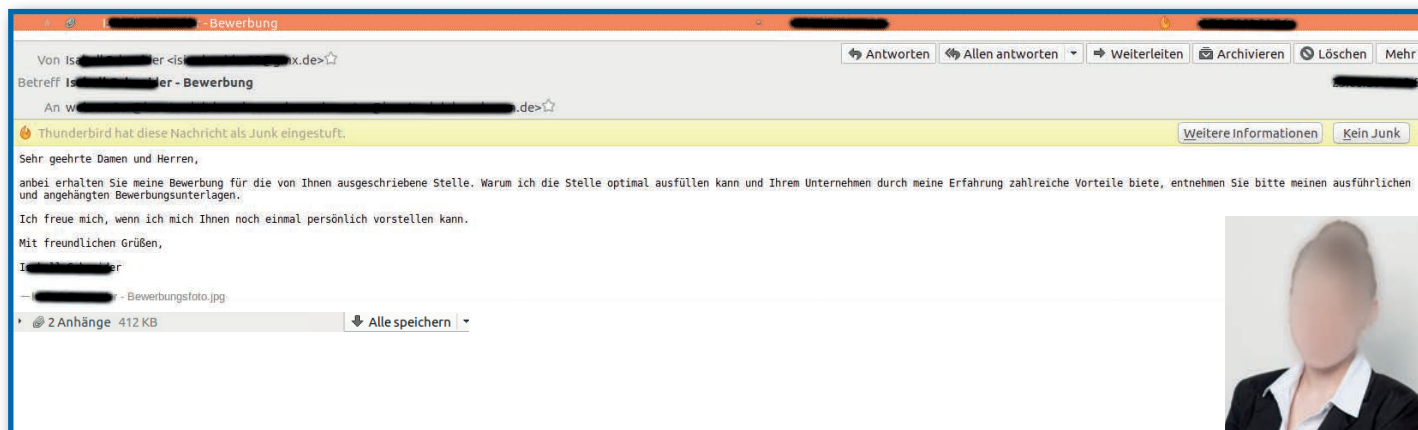 - Bewerbung
Von
Antworten Allen antworten Weiterleiten Archivieren Löschen Mehr
Betreff er - Bewerbung
An w .de>
Thunderbird hat diese Nachricht als Junk eingestuft. Weitere Informationen Kein Junk
Sehr geehrte Damen und Herren,
anbei erhalten Sie meine Bewerbung für die von Ihnen ausgeschriebene Stelle. Warum ich die Stelle optimal ausfüllen kann und Ihrem Unternehmen durch meine Erfahrung zahlreiche Vorteile biete, entnehmen Sie bitte meinen ausführlichen
und angehängten Bewerbungsunterlagen.
Ich freue mich, wenn ich mich Ihnen noch einmal persönlich vorstellen kann.
Mit freundlichen Grüßen,
- Bewerbungsfoto.jpg
2 Anhänge 412 KB Alle speichern